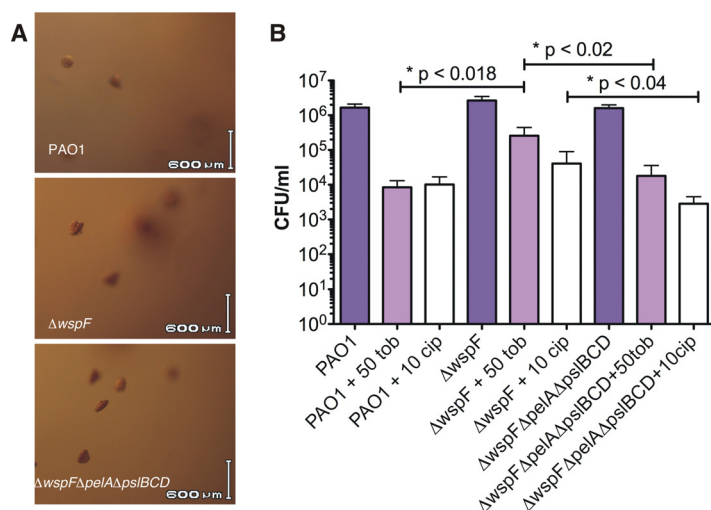 A
PAO1
600 µm
ΔwspF
600 µm
ΔwspFΔpelAΔpslBCD
600 µm
B
* p < 0.02
* p < 0.018
* p < 0.04
CFU/ml
10⁷
10⁶
10⁵
10⁴
10³
10²
10¹
10⁰
PAO1
PAO1 + 50 tob
PAO1 + 10 cip
ΔwspF
ΔwspF + 50 tob
ΔwspF + 10 cip
ΔwspFΔpelAΔpslBCD
ΔwspFΔpelAΔpslBCD+50tob
ΔwspFΔpelAΔpslBCD+10cip